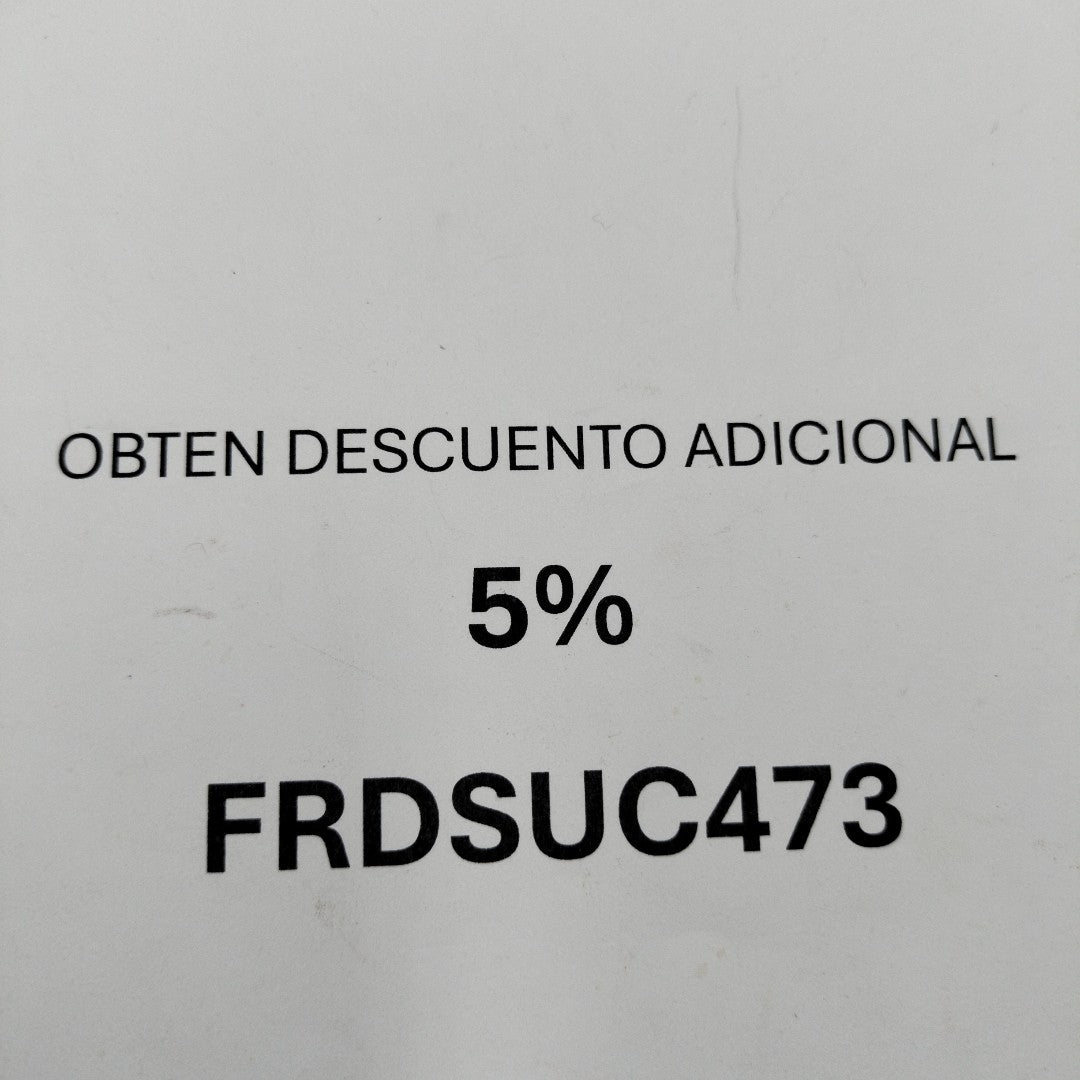 OBTEN DESCUENTO ADICIONAL
5%
FRDSUC473